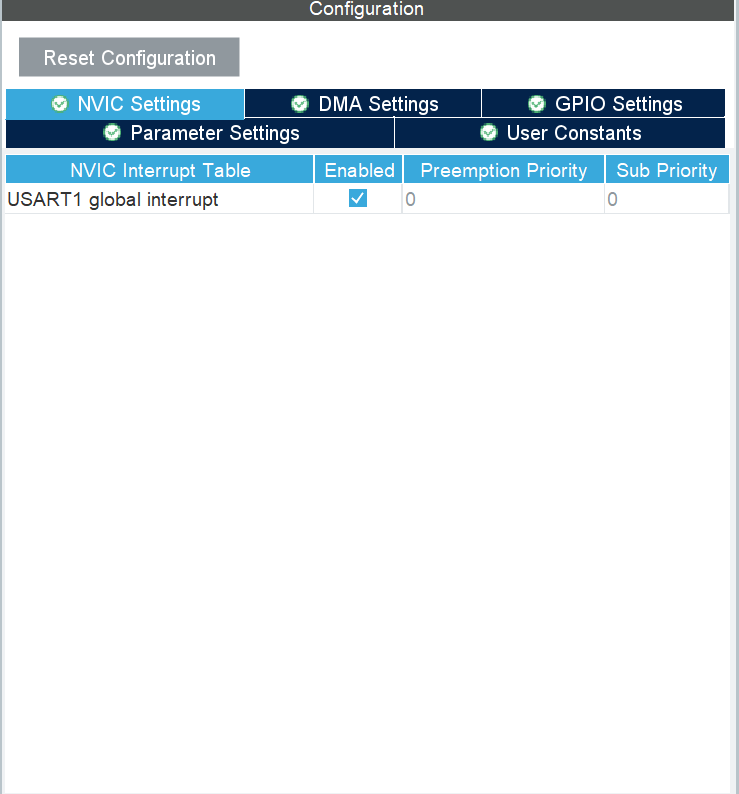 Configuration
Reset Configuration
NVIC Settings DMA Settings GPIO Settings
Parameter Settings User Constants
NVIC Interrupt Table Enabled Preemption Priority Sub Priority
USART1 global interrupt 0 0